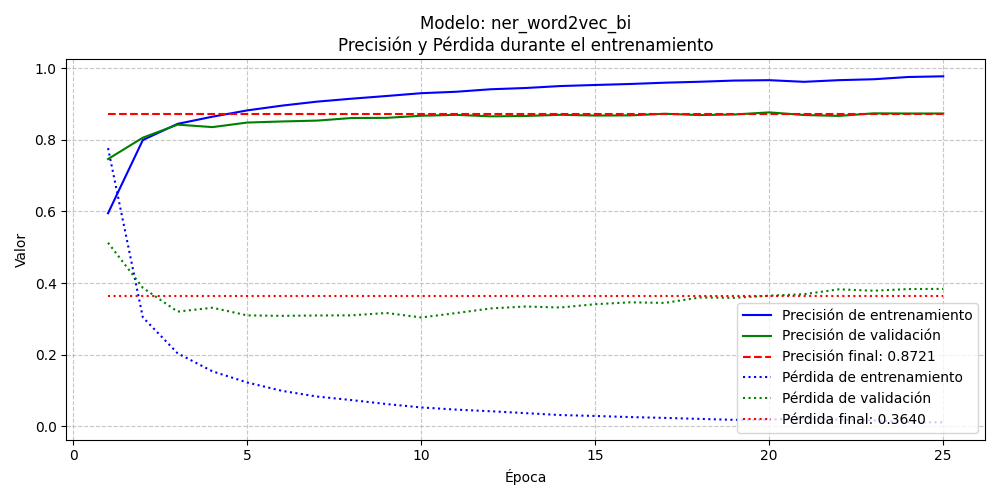 Modelo: ner_word2vec_bi
Precisión y Pérdida durante el entrenamiento
Valor
1.0
0.8
0.6
0.4
0.2
0.0
0
5
10
15
20
25
Época
Precisión de entrenamiento
Precisión de validación
Precisión final: 0.8721
Pérdida de entrenamiento
Pérdida de validación
Pérdida final: 0.3640